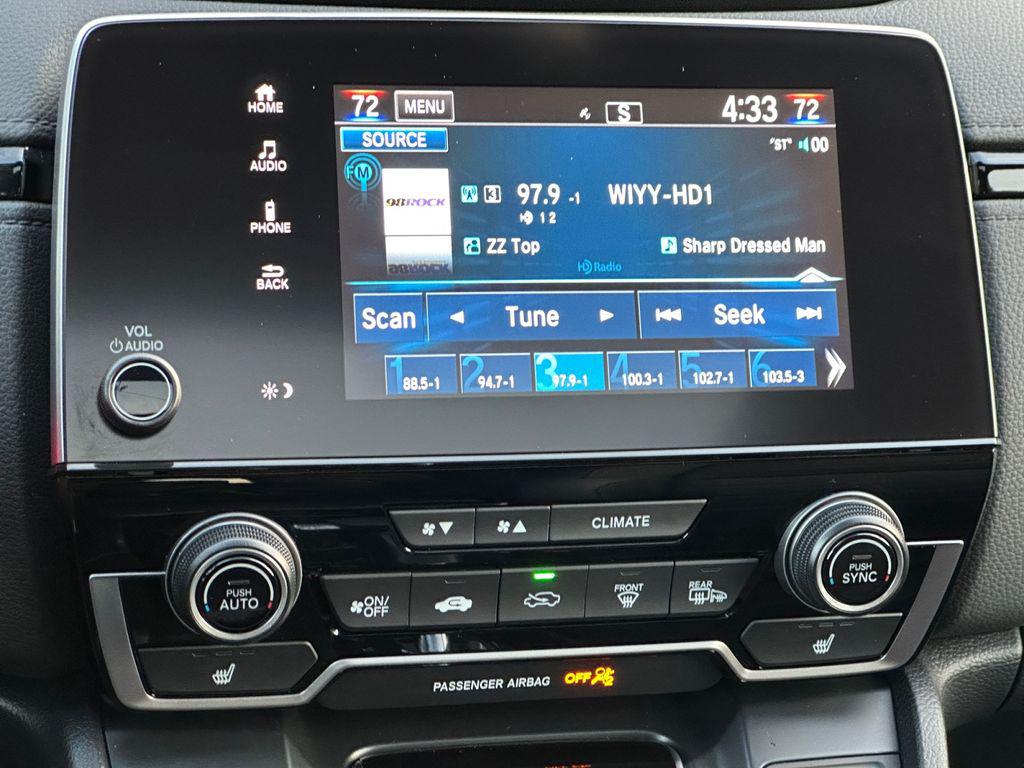 HOME
AUDIO
PHONE
BACK
VOL
AUDIO
72 MENU S 4:33 72
SOURCE "ST" 00
FM
98ROCK
3 97.9 -1 WIYY-HD1
HD 1 2
ZZ Top Sharp Dressed Man
HD Radio
Scan Tune Seek
1 88.5-1 2 94.7-1 3 97.9-1 4 100.3-1 5 102.7-1 6 103.5-3
CLIMATE
PUSH AUTO
ON/OFF
FRONT
REAR
PUSH SYNC
PASSENGER AIRBAG OFF